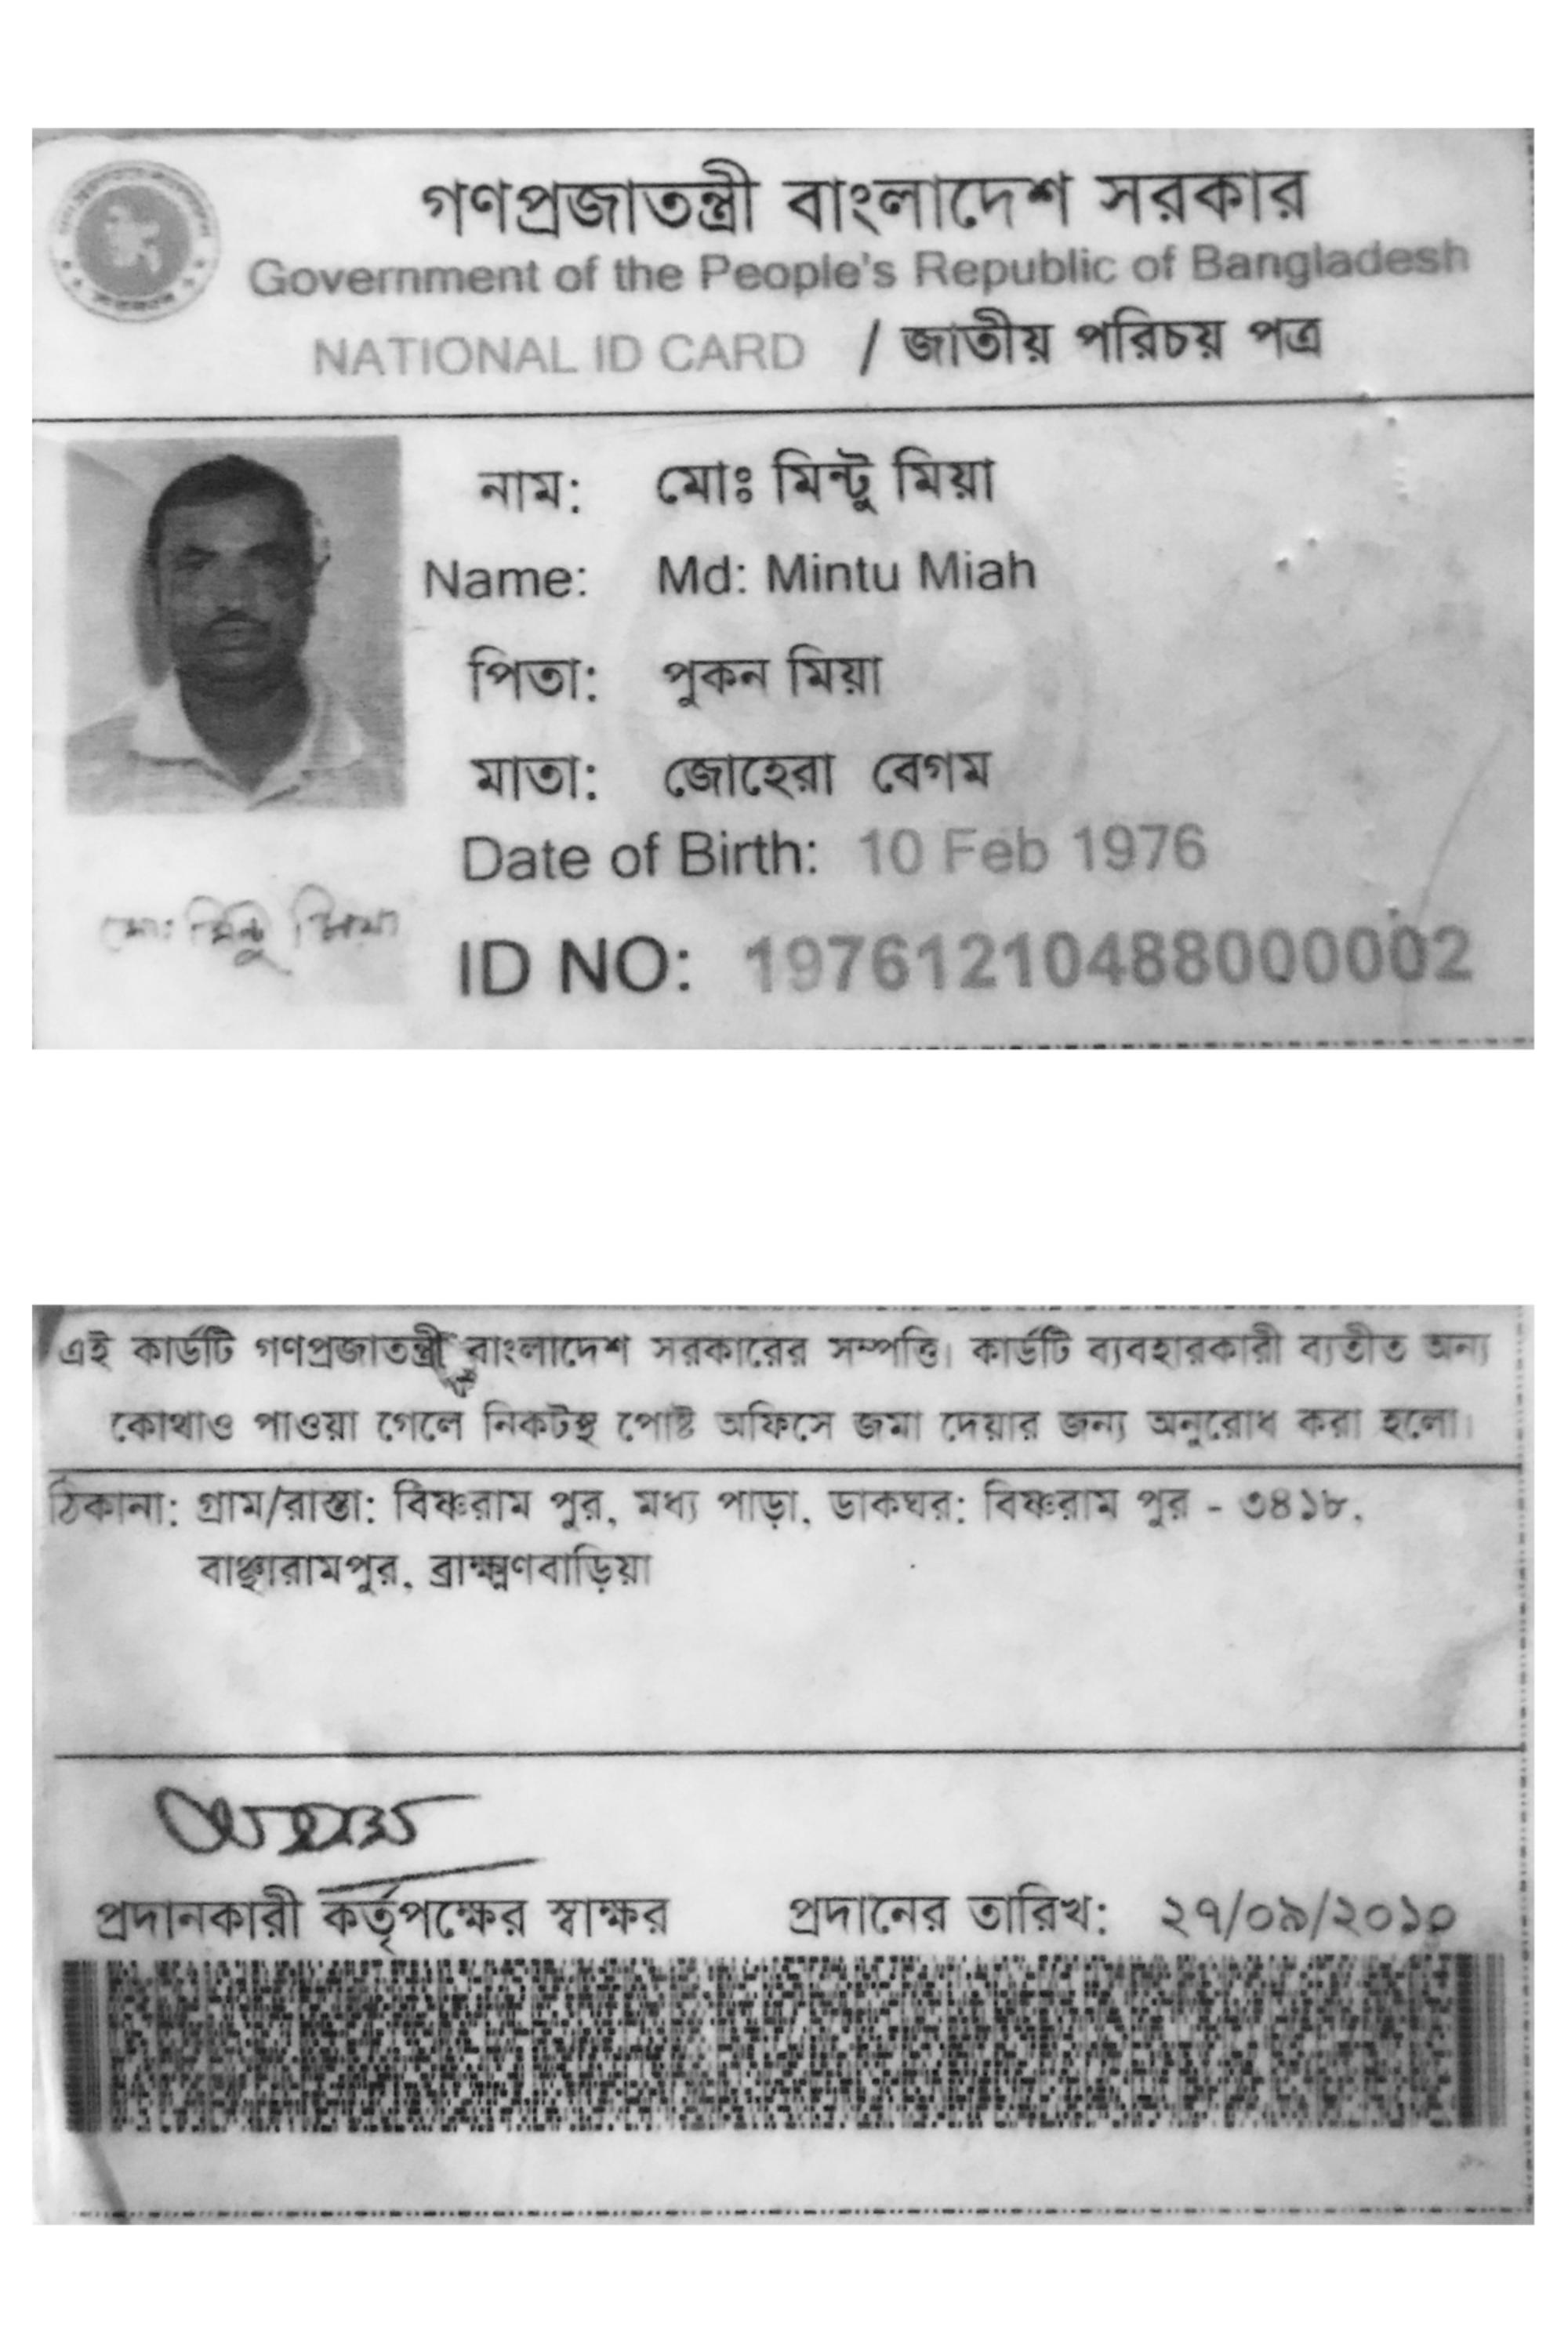 গণপ্রজাতন্ত্রী বাংলাদেশ সরকার
Government of the People's Republic of Bangladesh
NATIONAL ID CARD / জাতীয় পরিচয় পত্র
নাম: মোঃ মিন্টু মিয়া
Name: Md: Mintu Miah
পিতা: পুকন মিয়া
মাতা: জোহেরা বেগম
Date of Birth: 10 Feb 1976
মোঃ মিন্টু মিয়া
ID NO: 19761210488000002
এই কার্ডটি গণপ্রজাতন্ত্রী বাংলাদেশ সরকারের সম্পত্তি। কার্ডটি ব্যবহারকারী ব্যতীত অন্য
কোথাও পাওয়া গেলে নিকটস্থ পোষ্ট অফিসে জমা দেয়ার জন্য অনুরোধ করা হলো।
ঠিকানা: গ্রাম/রাস্তা: বিষ্ণরাম পুর, মধ্য পাড়া, ডাকঘর: বিষ্ণরাম পুর - ৩৪১৮,
বাঞ্ছারামপুর, ব্রাক্ষ্মণবাড়িয়া
প্রদানকারী কর্তৃপক্ষের স্বাক্ষর প্রদানের তারিখ: ২৭/০৯/২০১০